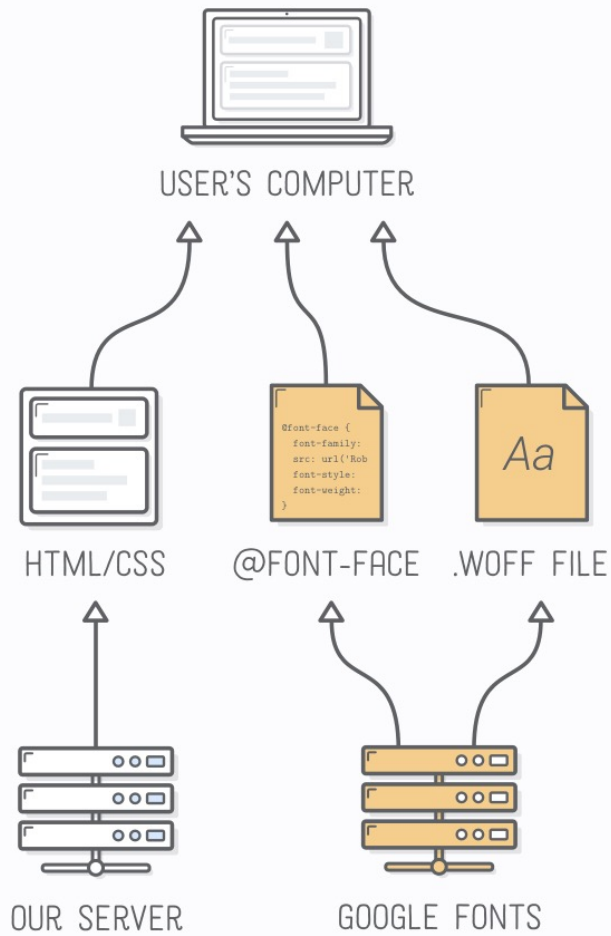 USER'S COMPUTER
@font-face {
font-family:
src: url('Rob
font-style:
font-weight:
}
Aa
HTML/CSS
@FONT-FACE
.WOFF FILE
OUR SERVER
GOOGLE FONTS